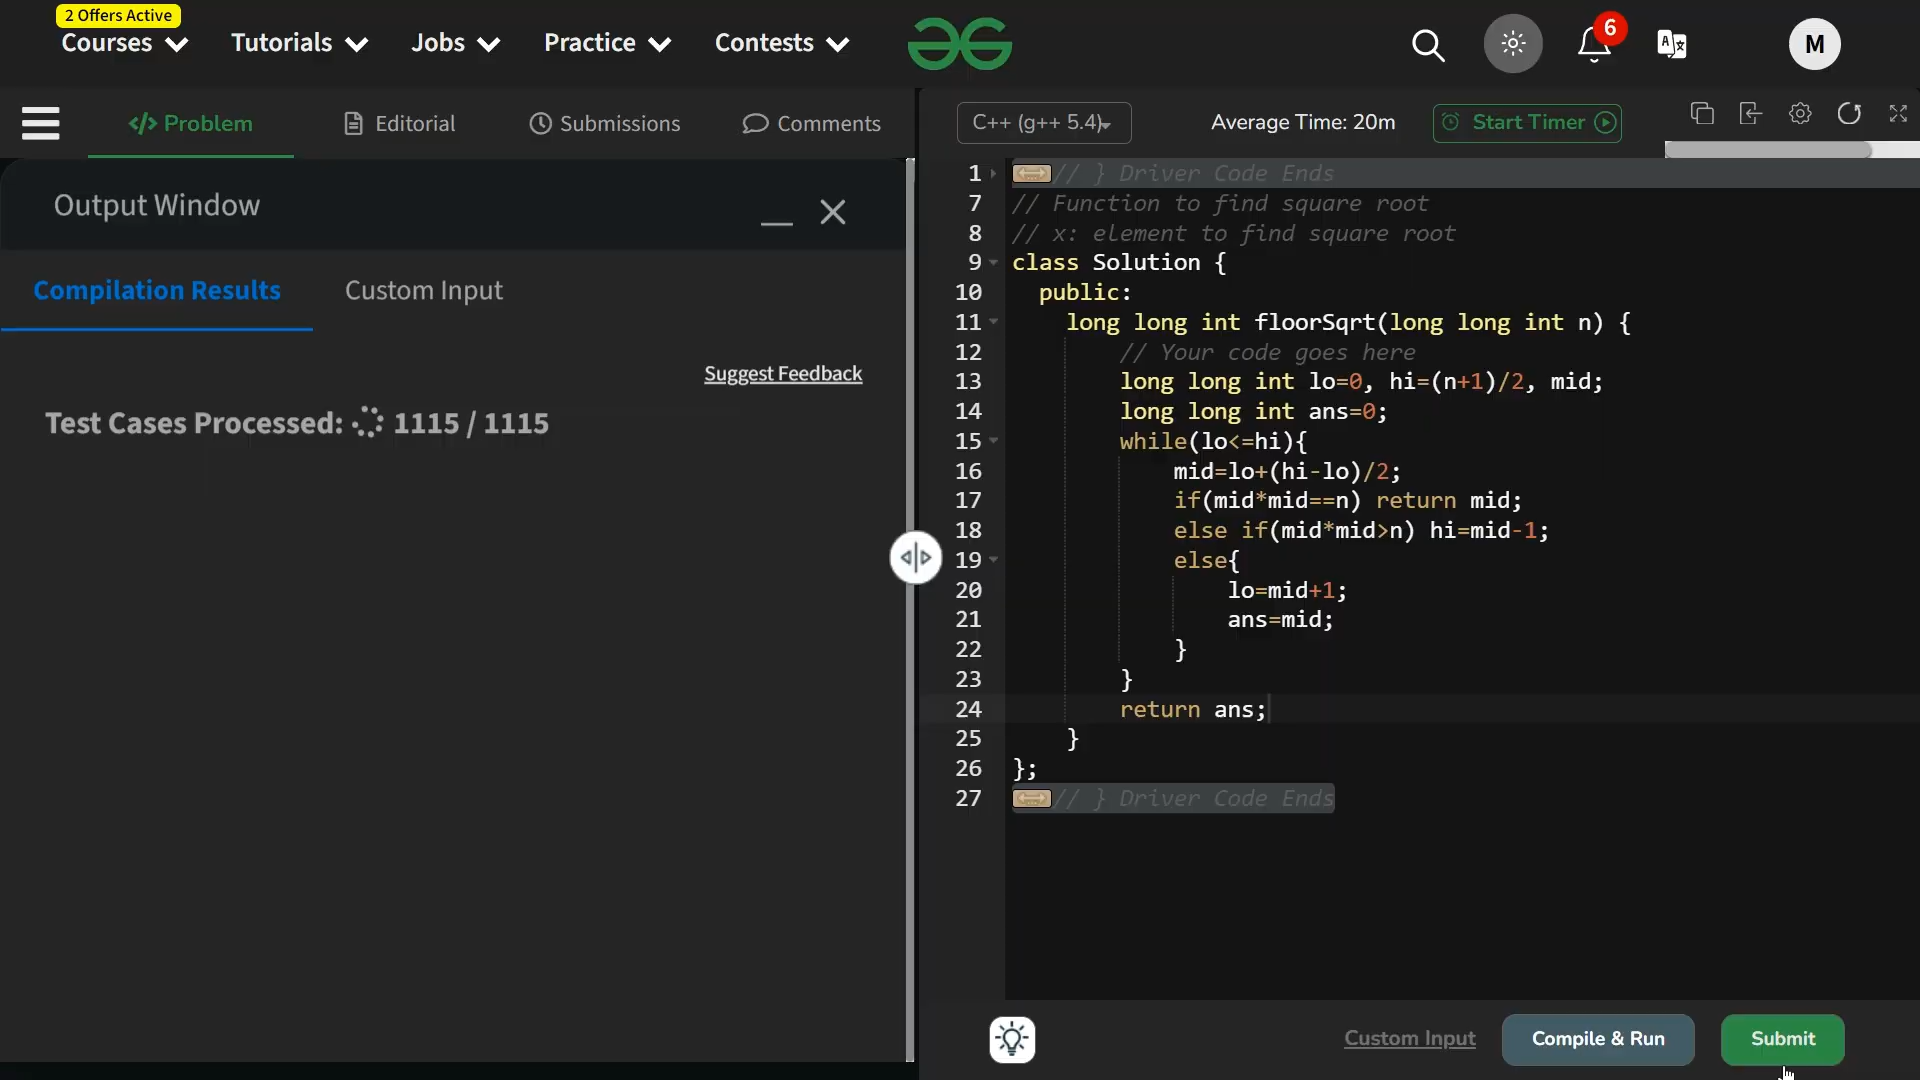 2 Offers Active
Courses Tutorials Jobs Practice Contests
6
M
Problem Editorial Submissions Comments
C++ (g++ 5.4) Average Time: 20m Start Timer
Output Window
Compilation Results Custom Input
Suggest Feedback
Test Cases Processed: 1115 / 1115
1 // } Driver Code Ends
7 // Function to find square root
8 // x: element to find square root
9 class Solution {
10 public:
11 long long int floorSqrt(long long int n) {
12 // Your code goes here
13 long long int lo=0, hi=(n+1)/2, mid;
14 long long int ans=0;
15 while(lo<=hi){
16 mid=lo+(hi-lo)/2;
17 if(mid*mid==n) return mid;
18 else if(mid*mid>n) hi=mid-1;
19 else{
20 lo=mid+1;
21 ans=mid;
22 }
23 }
24 return ans;
25 }
26 };
27 // } Driver Code Ends
Custom Input Compile & Run Submit